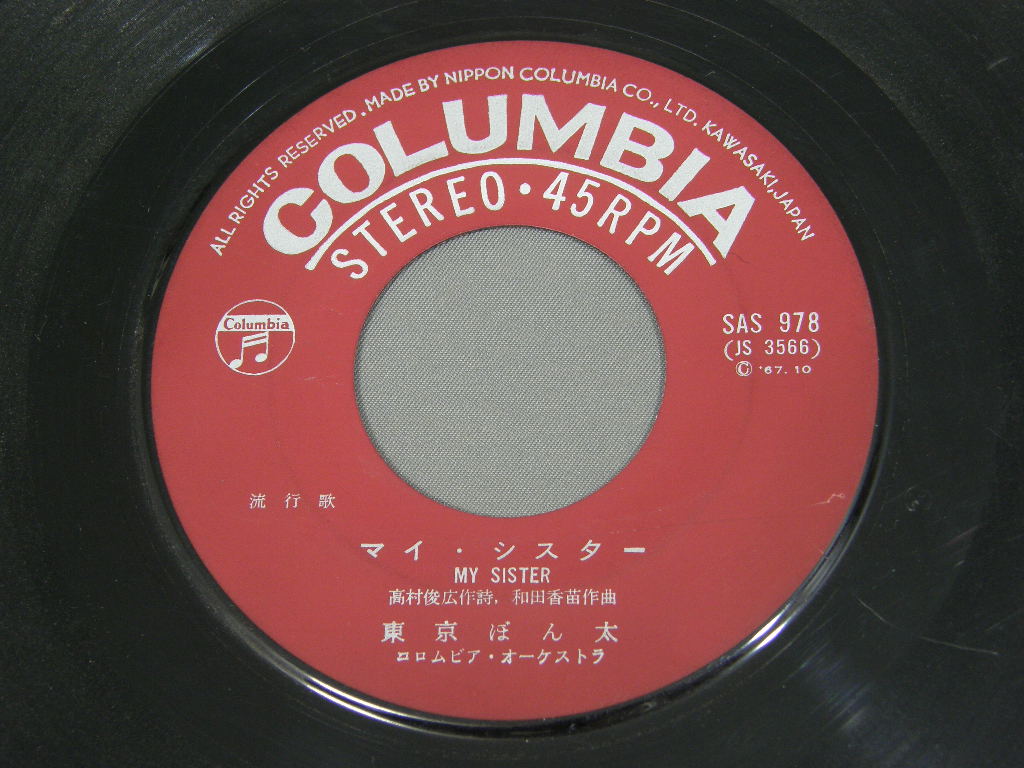 ALL RIGHTS RESERVED. MADE BY NIPPON COLUMBIA CO., LTD. KAWASAKI, JAPAN
COLUMBIA
STEREO・45RPM
Columbia
SAS 978
(JS 3566)
© '67.10
流行歌
マイ・シスター
MY SISTER
高村俊広作詩, 和田香苗作曲
東京ぼん太
コロムビア・オーケストラ